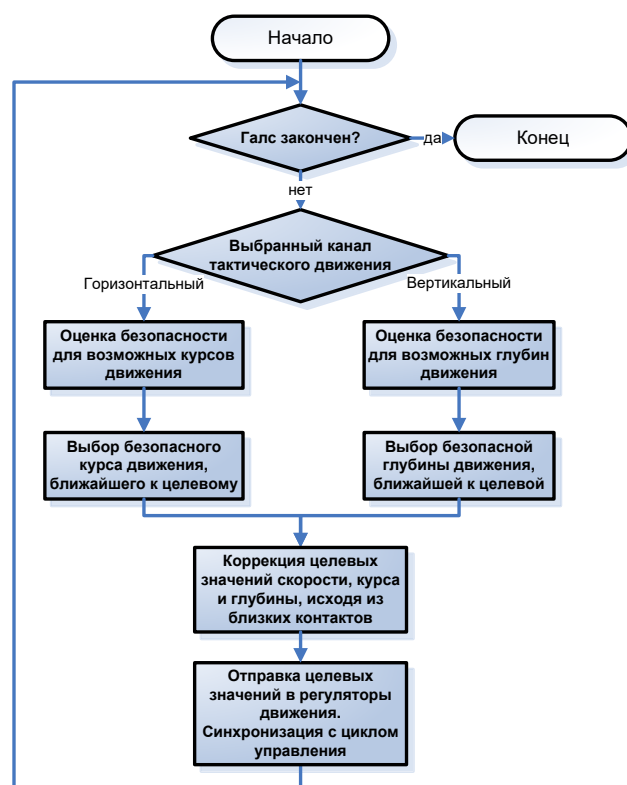 Начало
Галс закончен?
да
Конец
нет
Выбранный канал
тактического движения
Горизонтальный
Вертикальный
Оценка безопасности
для возможных курсов
движения
Оценка безопасности
для возможных глубин
движения
Выбор безопасного
курса движения,
ближайшего к целевому
Выбор безопасной
глубины движения,
ближайшей к целевой
Коррекция целевых
значений скорости, курса
и глубины, исходя из
близких контактов
Отправка целевых
значений в регуляторы
движения.
Синхронизация с циклом
управления